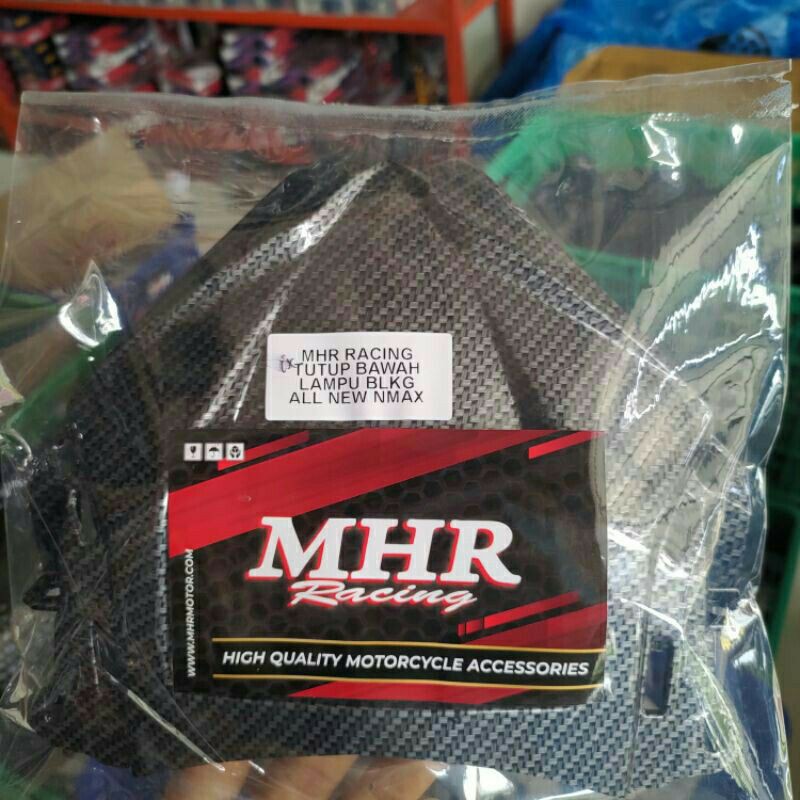 MHR RACING
TUTUP BAWAH
LAMPU BLKG
ALL NEW NMAX
MHR
Racing
WWW.MHRMOTOR.COM
HIGH QUALITY MOTORCYCLE ACCESSORIES